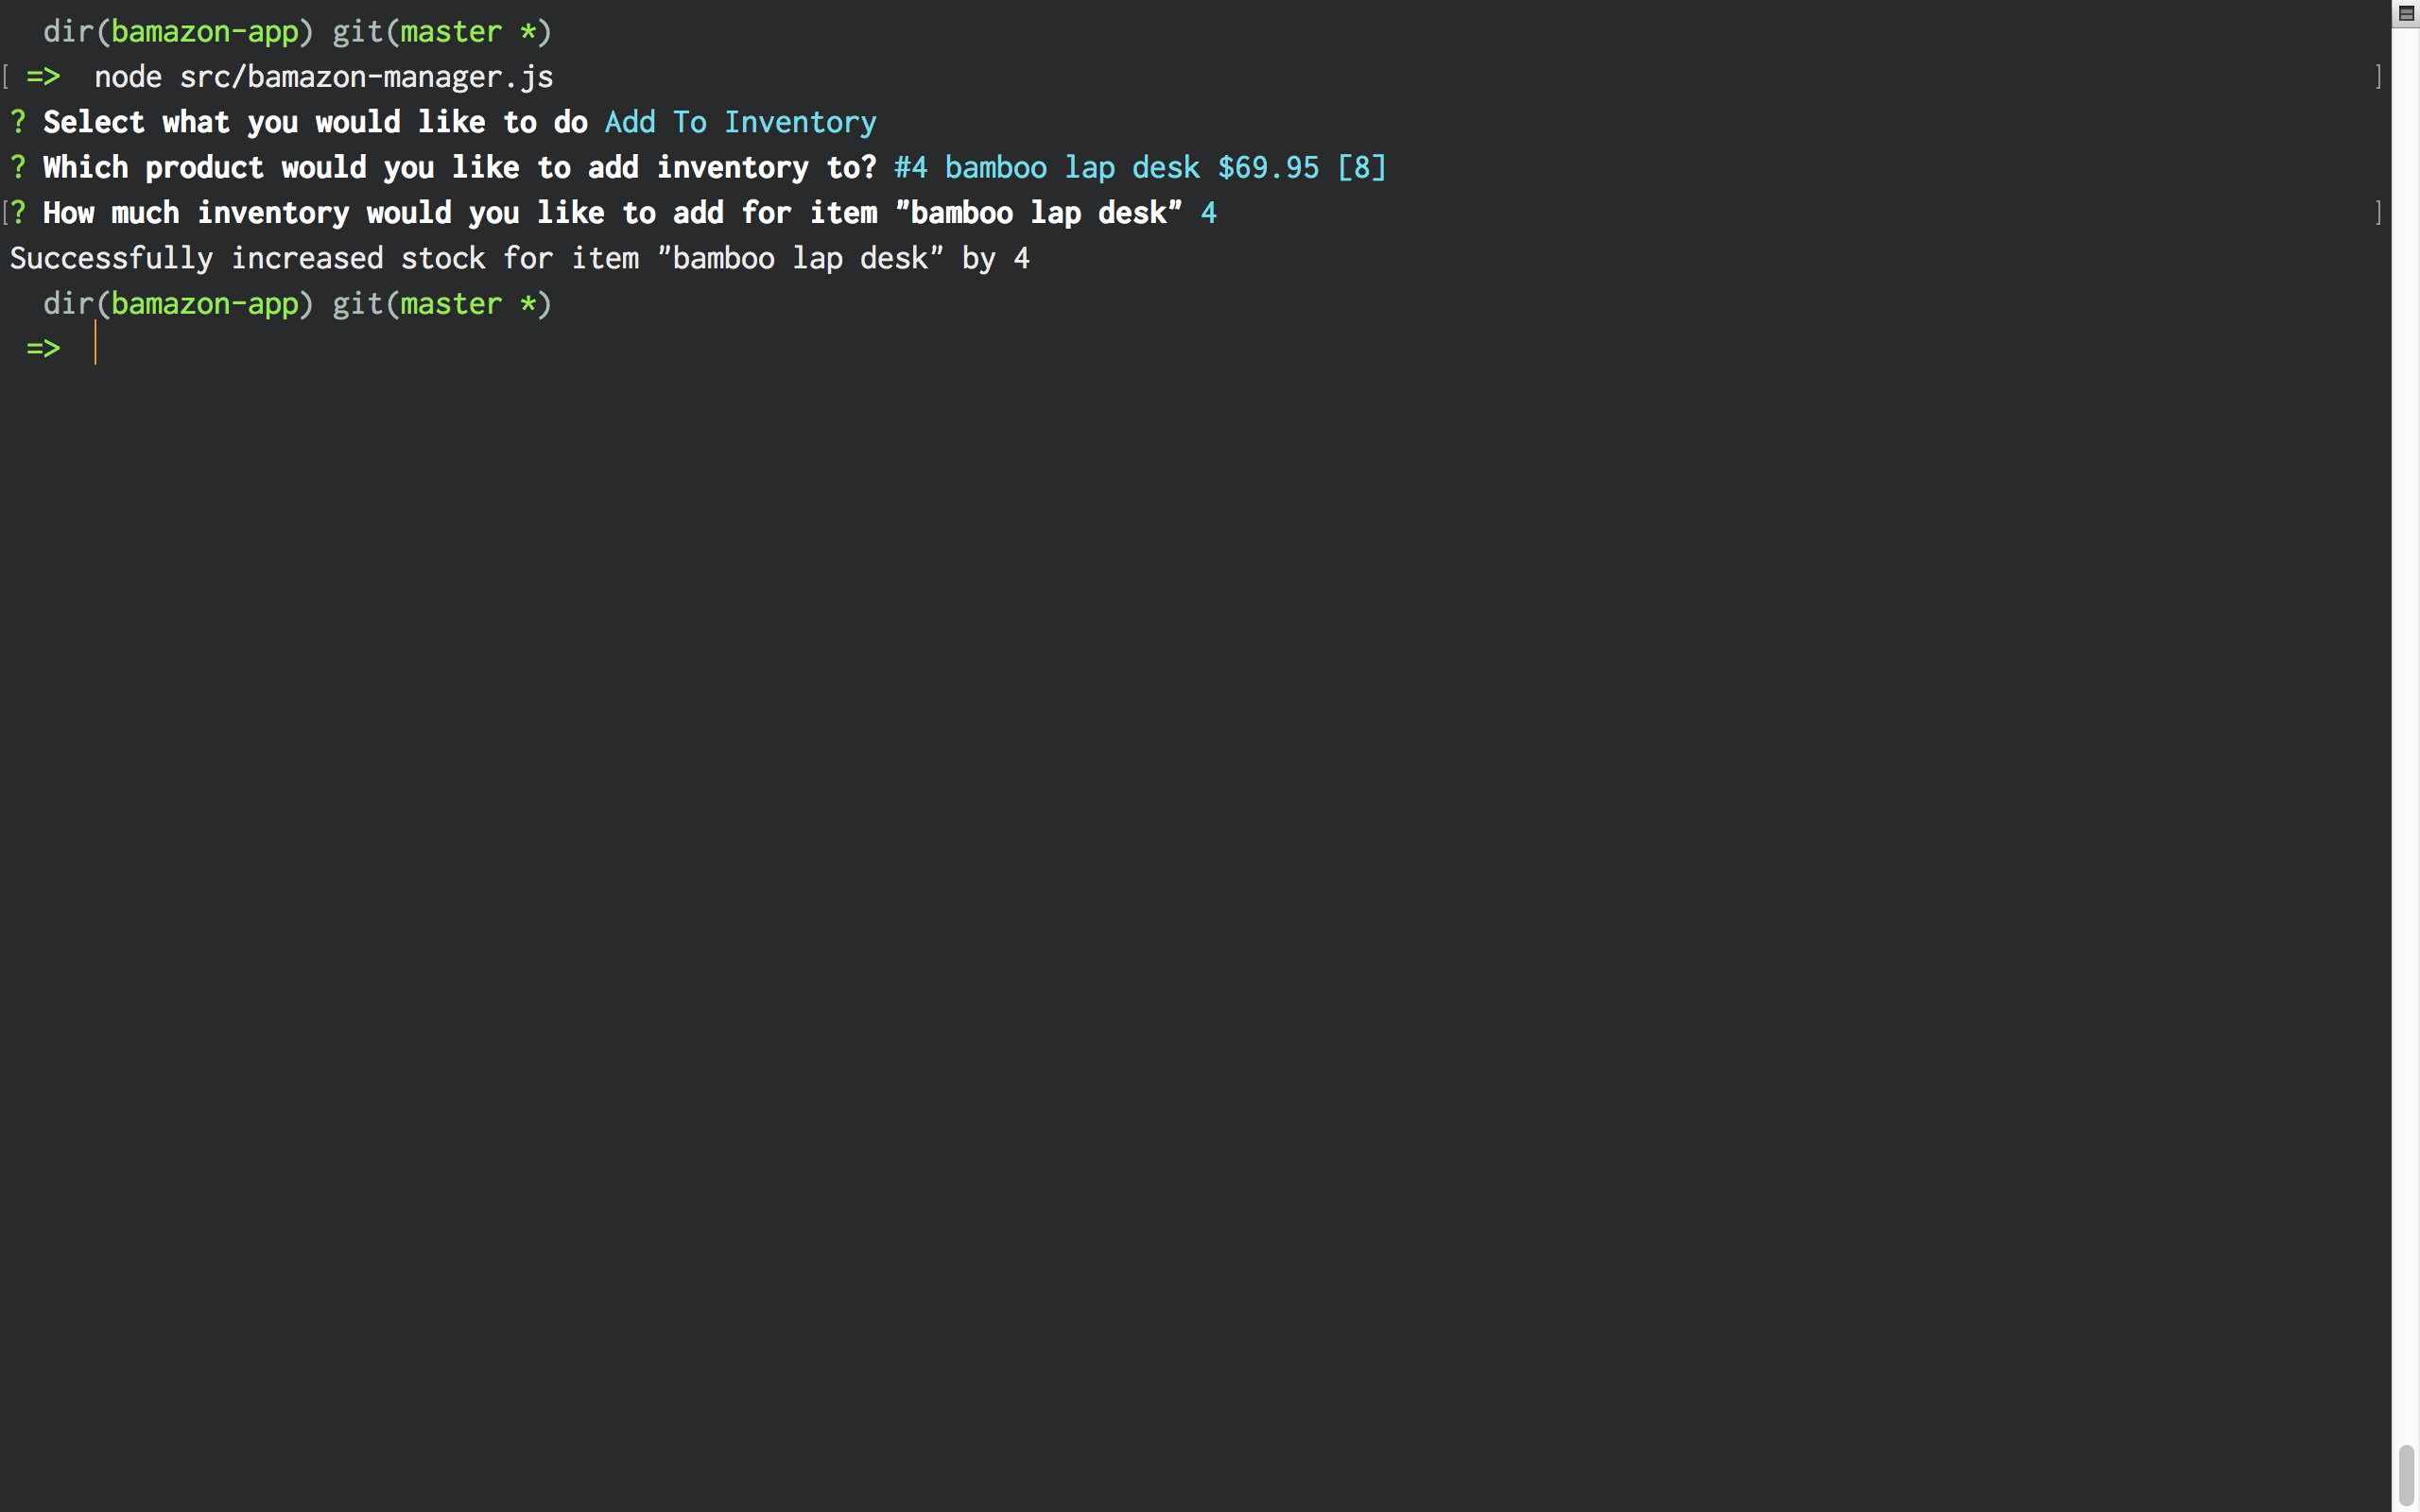 dir(bamazon-app) git(master *)
[ =>  node src/bamazon-manager.js ]
? Select what you would like to do Add To Inventory
? Which product would you like to add inventory to? #4 bamboo lap desk $69.95 [8]
[? How much inventory would you like to add for item "bamboo lap desk" 4 ]
Successfully increased stock for item "bamboo lap desk" by 4
dir(bamazon-app) git(master *)
=>